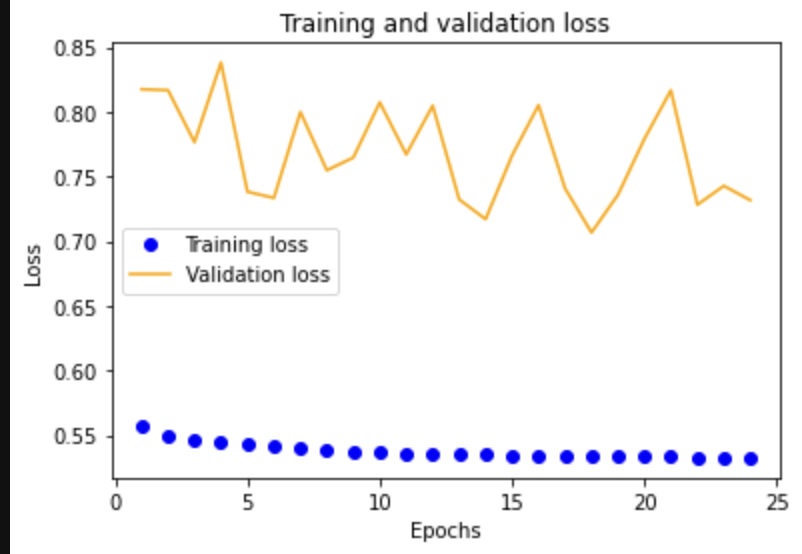 Training and validation loss
0.85
0.80
0.75
0.70
0.65
0.60
0.55
Loss
Training loss
Validation loss
0 5 10 15 20 25
Epochs